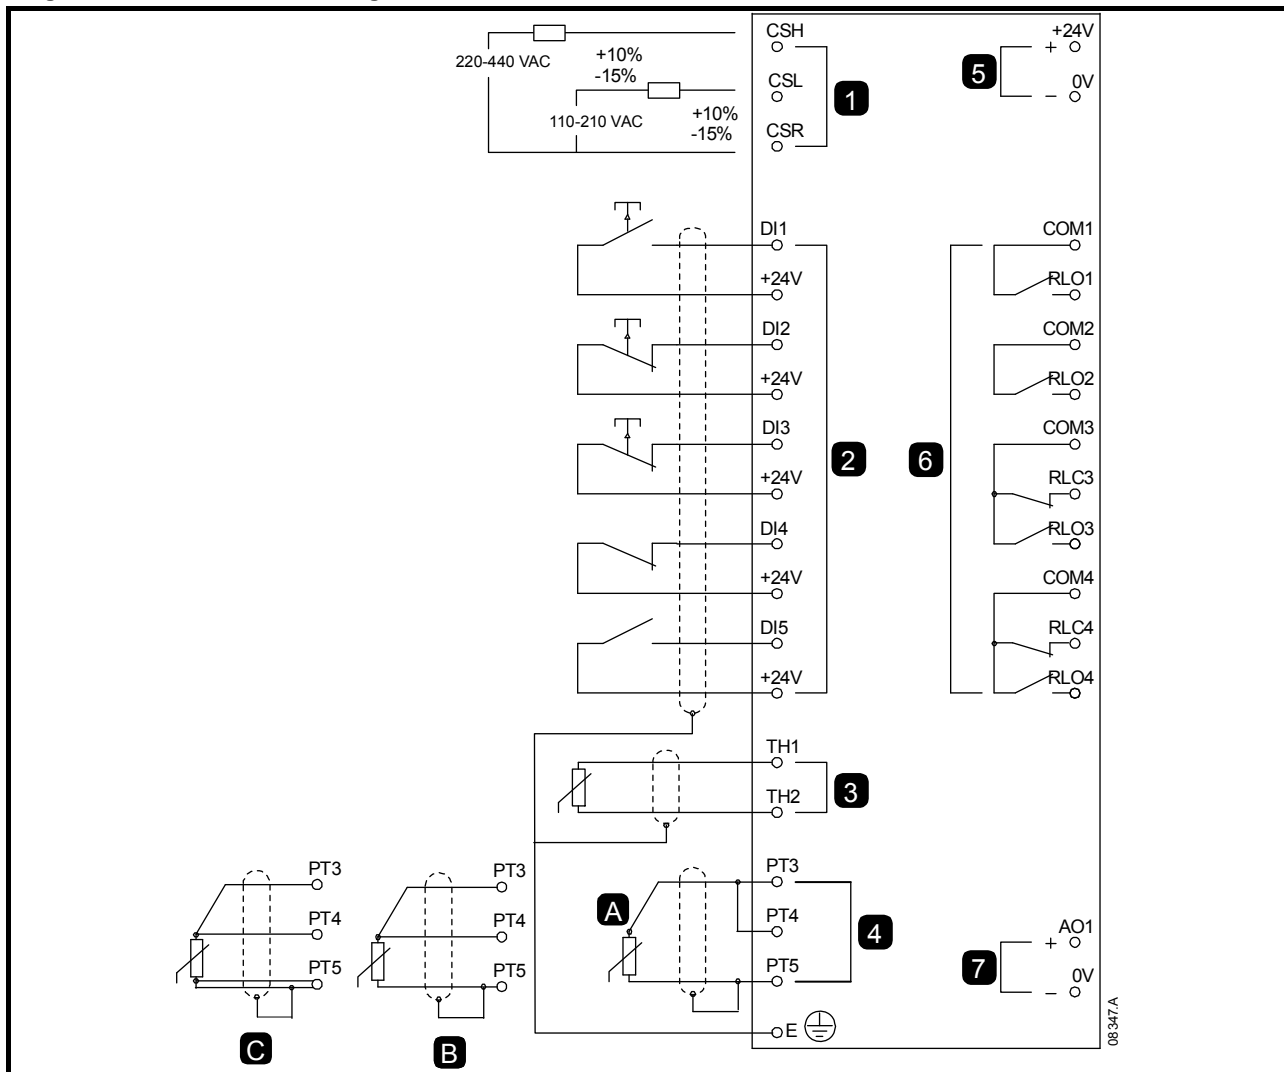 CSH
220-440 VAC
+10%
-15%
CSL
110-210 VAC
+10%
-15%
CSR
1
+24V
+
5
0V
−
DI1
+24V
DI2
+24V
DI3
+24V
DI4
+24V
DI5
+24V
2
COM1
RLO1
COM2
RLO2
COM3
RLC3
RLO3
COM4
RLC4
RLO4
6
TH1
TH2
3
PT3
PT4
PT5
C
PT3
PT4
PT5
B
A
PT3
PT4
PT5
4
E
AO1
+
7
0V
−
08347.A